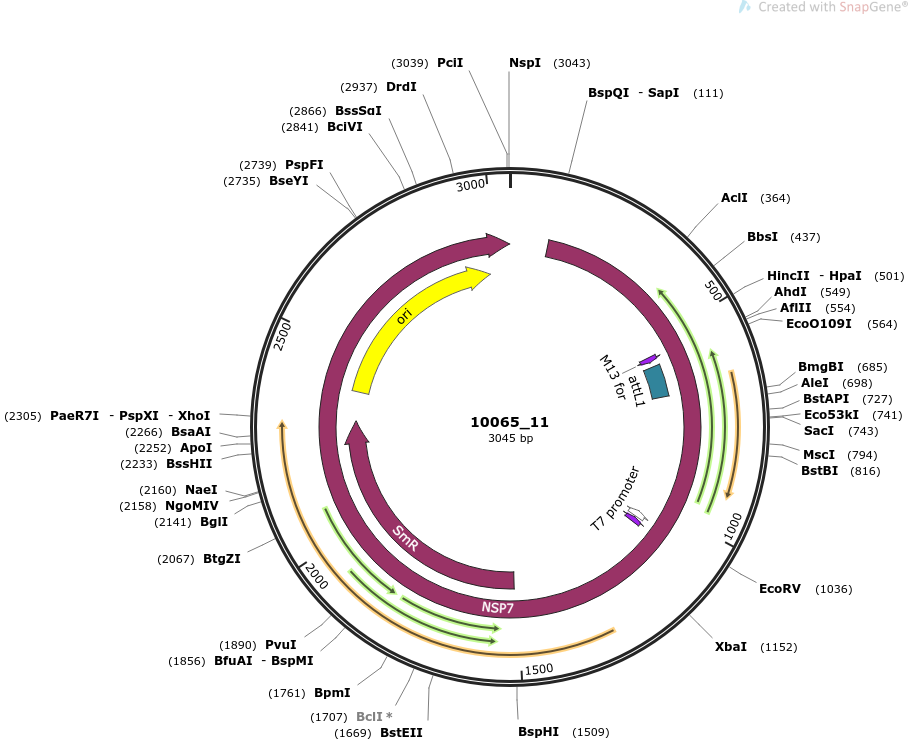 Created with SnapGene®
(3039) PciI
NspI (3043)
(2937) DrdI
BspQI - SapI (111)
(2866) BssSαI
(2841) BciVI
(2739) PspFI
(2735) BseYI
3000
AclI (364)
BbsI (437)
HincII - HpaI (501)
500
AhdI (549)
AflII (554)
EcoO109I (564)
ori
2500
M13 for
attL1
BmgBI (685)
AleI (698)
BstAPI (727)
Eco53kI (741)
SacI (743)
(2305) PaeR7I - PspXI - XhoI
(2266) BsaAI
(2252) ApoI
(2233) BssHII
10065_11
3045 bp
MscI (794)
BstBI (816)
(2160) NaeI
(2158) NgoMIV
(2141) BglI
T7 promoter
SmR
1000
(2067) BtgZI
2000
EcoRV (1036)
NSP7
(1890) PvuI
(1856) BfuAI - BspMI
XbaI (1152)
1500
(1761) BpmI
(1707) BclI *
(1669) BstEII
BspHI (1509)